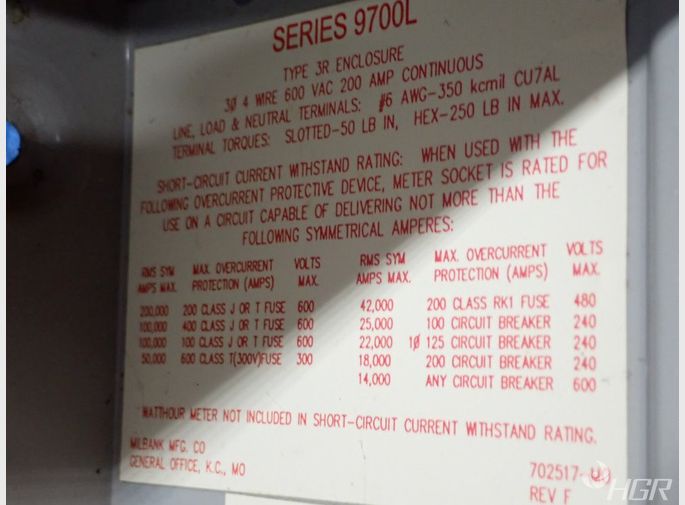 SERIES 9700L
TYPE 3R ENCLOSURE
3Ø 4 WIRE 600 VAC 200 AMP CONTINUOUS
LINE, LOAD & NEUTRAL TERMINALS: #6 AWG-350 kcmil CU7AL
TERMINAL TORQUES: SLOTTED-50 LB IN, HEX-250 LB IN MAX.
SHORT-CIRCUIT CURRENT WITHSTAND RATING: WHEN USED WITH THE
FOLLOWING OVERCURRENT PROTECTIVE DEVICE, METER SOCKET IS RATED FOR
USE ON A CIRCUIT CAPABLE OF DELIVERING NOT MORE THAN THE
FOLLOWING SYMMETRICAL AMPERES:
RMS SYM MAX. OVERCURRENT VOLTS RMS SYM MAX. OVERCURRENT VOLTS
AMPS MAX. PROTECTION (AMPS) MAX. AMPS MAX. PROTECTION (AMPS) MAX.
200,000 200 CLASS J OR T FUSE 600 42,000 200 CLASS RK1 FUSE 480
100,000 400 CLASS J OR T FUSE 600 25,000 100 CIRCUIT BREAKER 240
100,000 100 CLASS J OR T FUSE 600 22,000 1Ø 125 CIRCUIT BREAKER 240
50,000 600 CLASS T(300V)FUSE 300 18,000 200 CIRCUIT BREAKER 240
14,000 ANY CIRCUIT BREAKER 600
WATTHOUR METER NOT INCLUDED IN SHORT-CIRCUIT CURRENT WITHSTAND RATING.
MILBANK MFG. CO
GENERAL OFFICE, K.C., MO
702517-
REV F
HGR